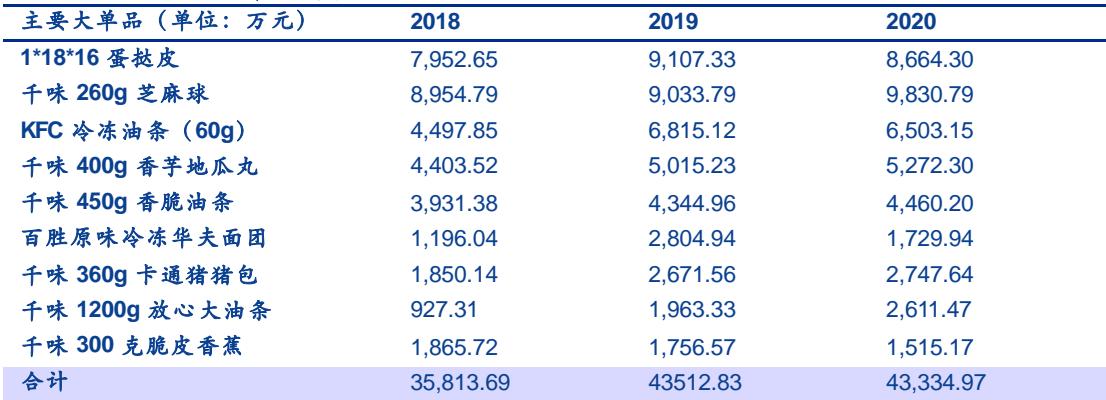 主要大单品（单位：万元） 2018 2019 2020
1*18*16 蛋挞皮 7,952.65 9,107.33 8,664.30
千味 260g 芝麻球 8,954.79 9,033.79 9,830.79
KFC 冷冻油条（60g） 4,497.85 6,815.12 6,503.15
千味 400g 香芋地瓜丸 4,403.52 5,015.23 5,272.30
千味 450g 香脆油条 3,931.38 4,344.96 4,460.20
百胜原味冷冻华夫面团 1,196.04 2,804.94 1,729.94
千味 360g 卡通猪猪包 1,850.14 2,671.56 2,747.64
千味 1200g 放心大油条 927.31 1,963.33 2,611.47
千味 300 克脆皮香蕉 1,865.72 1,756.57 1,515.17
合计 35,813.69 43512.83 43,334.97